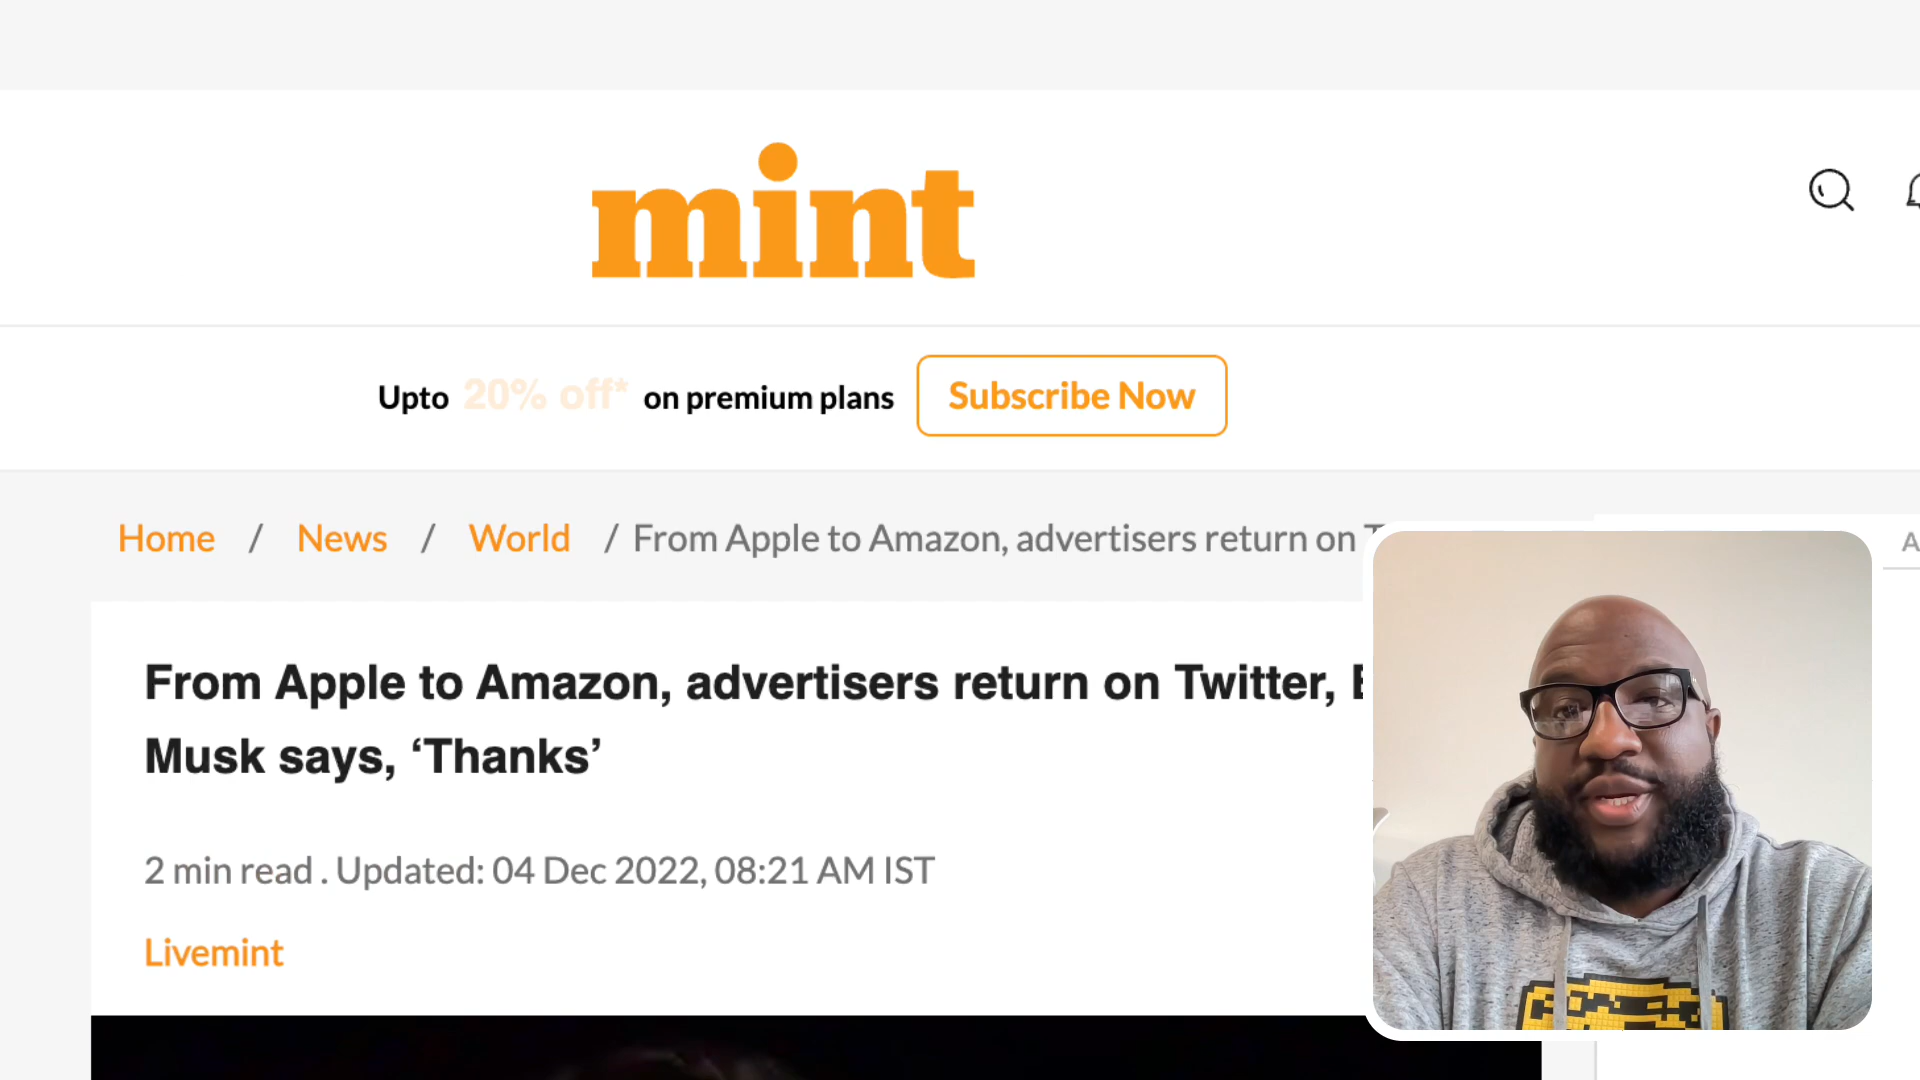 mint
Upto 20% off* on premium plans Subscribe Now
Home / News / World / From Apple to Amazon, advertisers return on
From Apple to Amazon, advertisers return on Twitter,
Musk says, ‘Thanks’
2 min read . Updated: 04 Dec 2022, 08:21 AM IST
Livemint